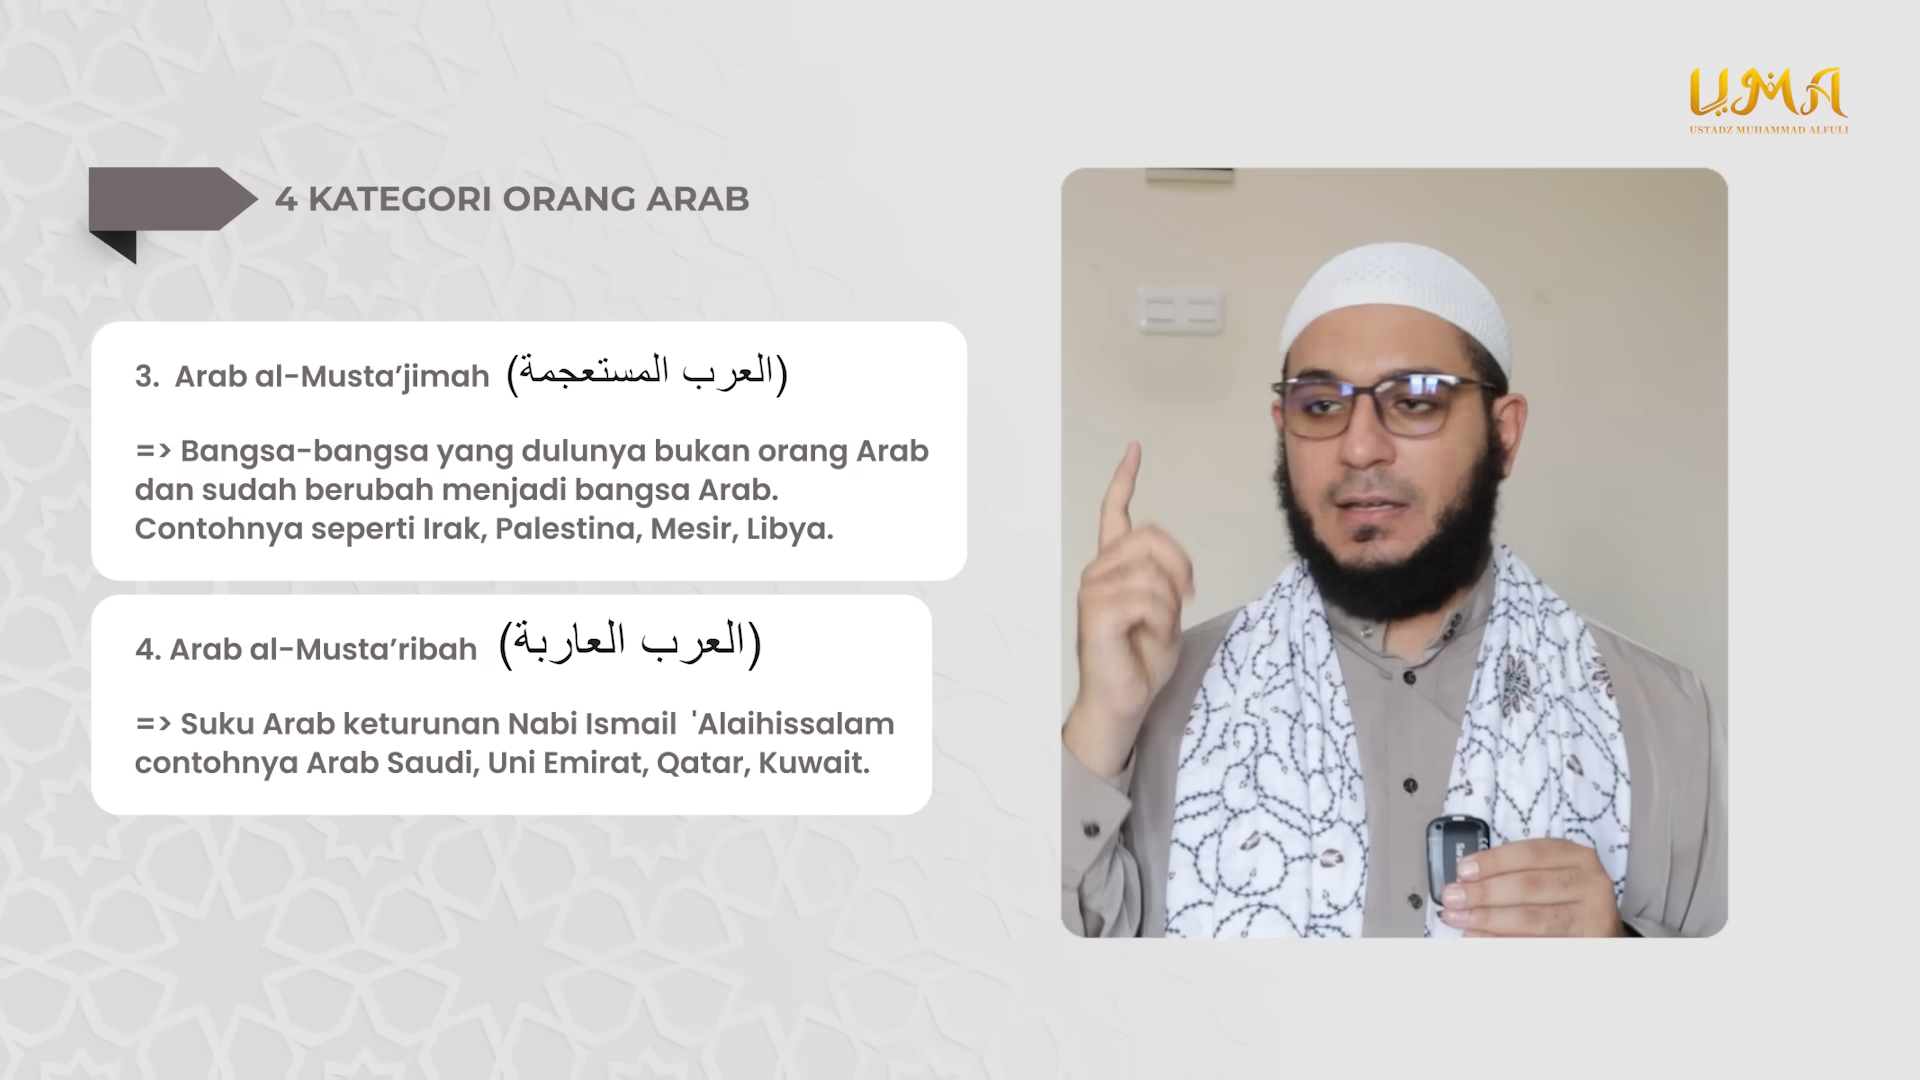 UMA
USTADZ MUHAMMAD ALFULI
4 KATEGORI ORANG ARAB
3. Arab al-Musta’jimah (العرب المستعجمة)
=> Bangsa-bangsa yang dulunya bukan orang Arab
dan sudah berubah menjadi bangsa Arab.
Contohnya seperti Irak, Palestina, Mesir, Libya.
4. Arab al-Musta’ribah (العرب العاربة)
=> Suku Arab keturunan Nabi Ismail 'Alaihissalam
contohnya Arab Saudi, Uni Emirat, Qatar, Kuwait.